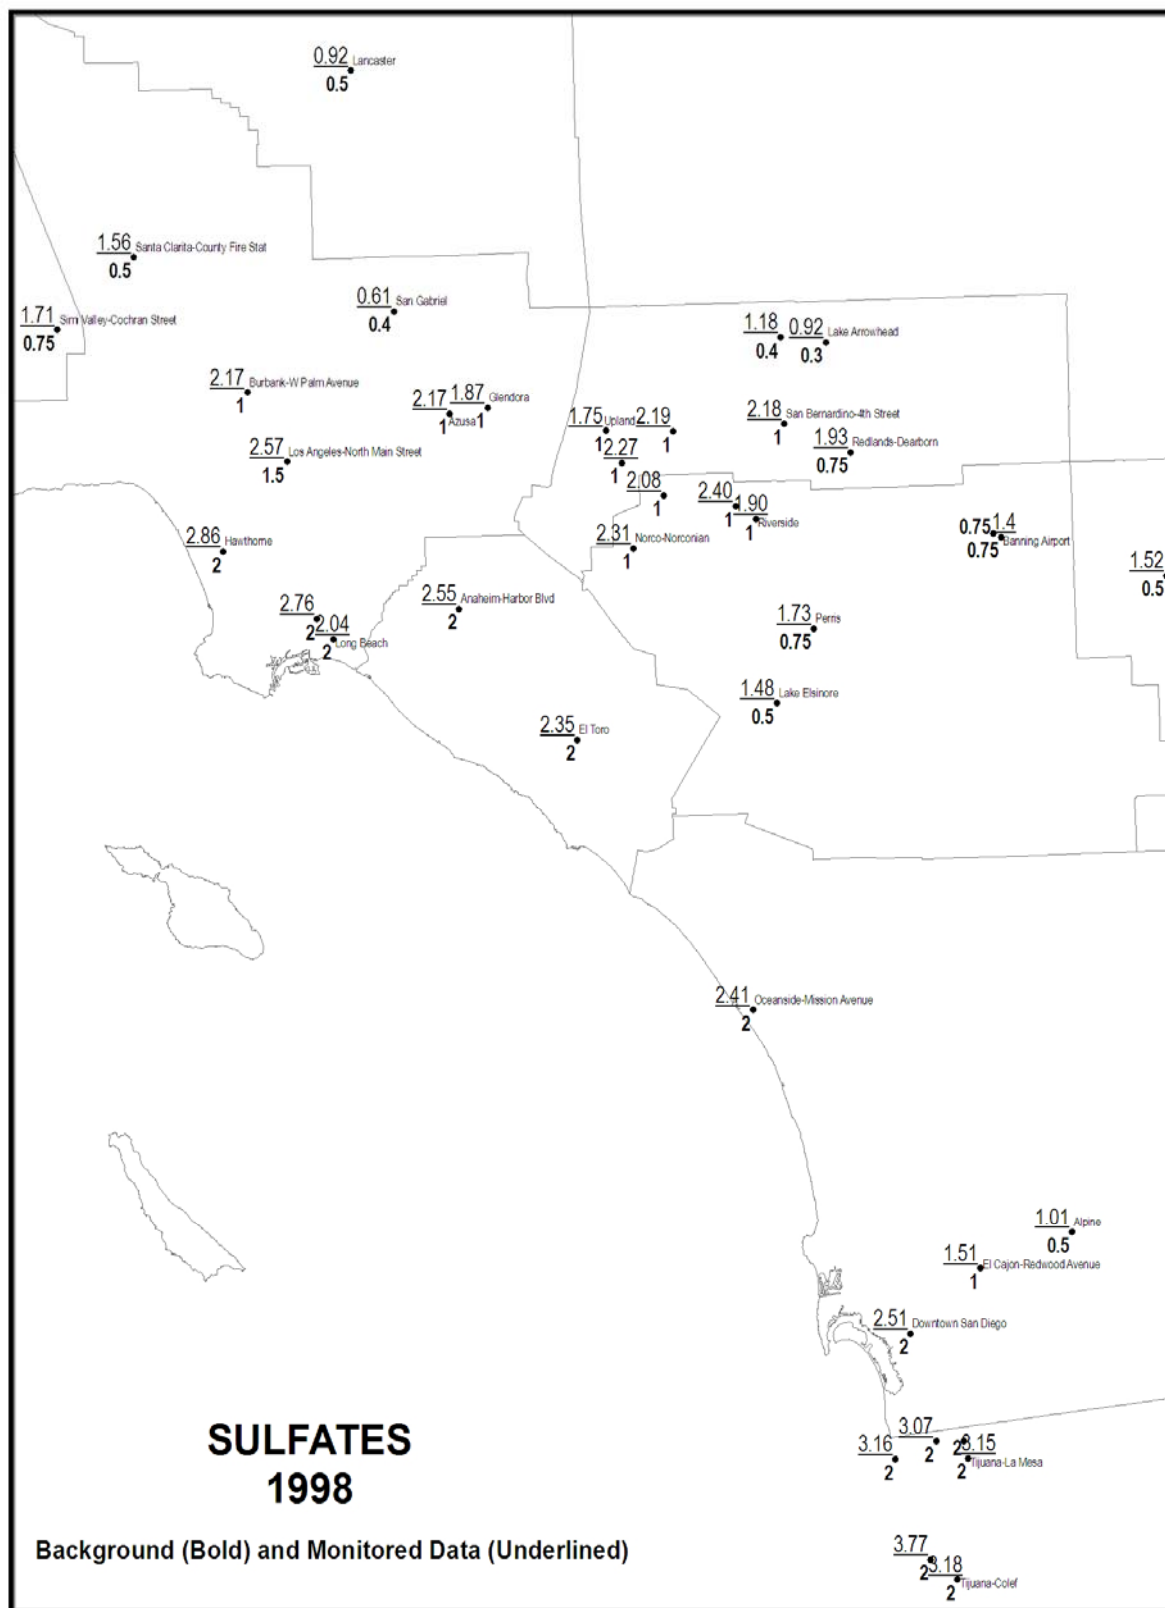 0.92 Lancaster
0.5
1.56 Santa Clarita-County Fire Stat
0.5
0.61 San Gabriel
0.4
1.71 Simi Valley-Cochran Street
0.75
1.18
0.4
0.92 Lake Arrowhead
0.3
2.17 Burbank-W Palm Avenue
1
2.17 Azusa
1
1.87 Glendora
1
1.75 Upland
1
2.19
1
2.18 San Bernardino-4th Street
1
1.93 Redlands-Dearborn
0.75
2.57 Los Angeles-North Main Street
1.5
2.27
1
2.08
1
2.40
1
1.90 Riverside
1
2.86 Hawthorne
2
2.31 Norco-Norconian
1
0.75 1.4
0.75 Banning Airport
1.52
0.5
2.55 Anaheim-Harbor Blvd
2
2.76
2
2.04 Long Beach
2
1.73 Perris
0.75
1.48 Lake Elsinore
0.5
2.35 El Toro
2
2.41 Oceanside-Mission Avenue
2
1.01 Alpine
0.5
1.51 El Cajon-Redwood Avenue
1
2.51 Downtown San Diego
2
3.07
2
2
3.16
2
3.15 Tijuana-La Mesa
2
3.77
2
3.18 Tijuana-Colef
2
SULFATES
1998
Background (Bold) and Monitored Data (Underlined)